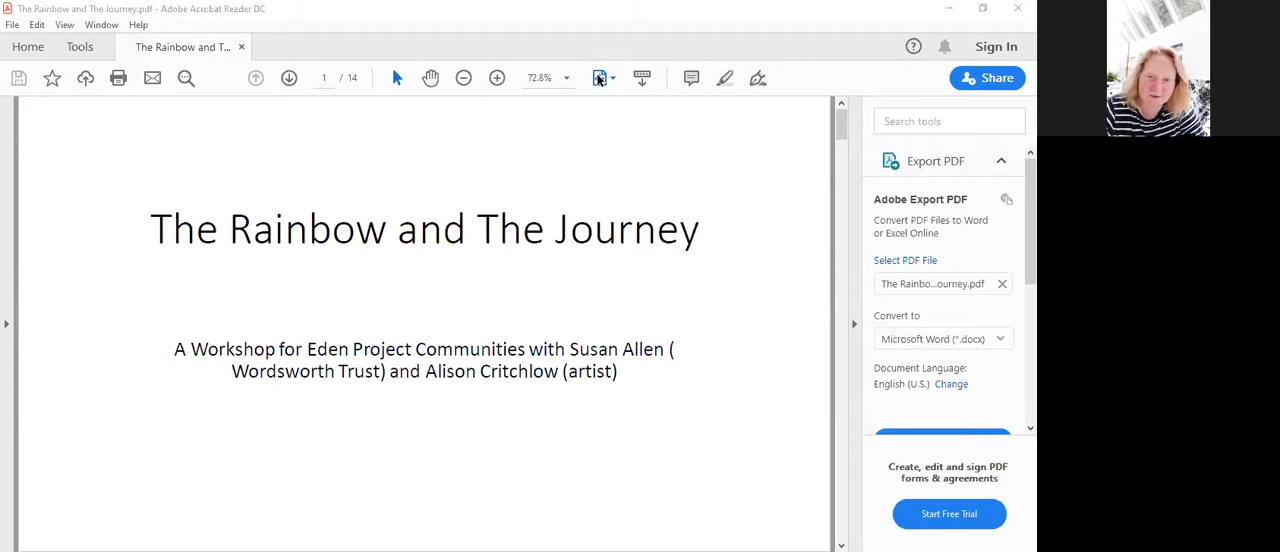 The Rainbow and The Journey.pdf - Adobe Acrobat Reader DC
File Edit View Window Help
Home Tools The Rainbow and T... × Sign In
1 / 14 72.8% Share
Search tools
Export PDF
The Rainbow and The Journey
Adobe Export PDF
Convert PDF Files to Word
or Excel Online
Select PDF File
The Rainbo...ourney.pdf
Convert to
Microsoft Word (*.docx)
A Workshop for Eden Project Communities with Susan Allen (
Wordsworth Trust) and Alison Critchlow (artist)
Document Language:
English (U.S.) Change
Create, edit and sign PDF
forms & agreements
Start Free Trial